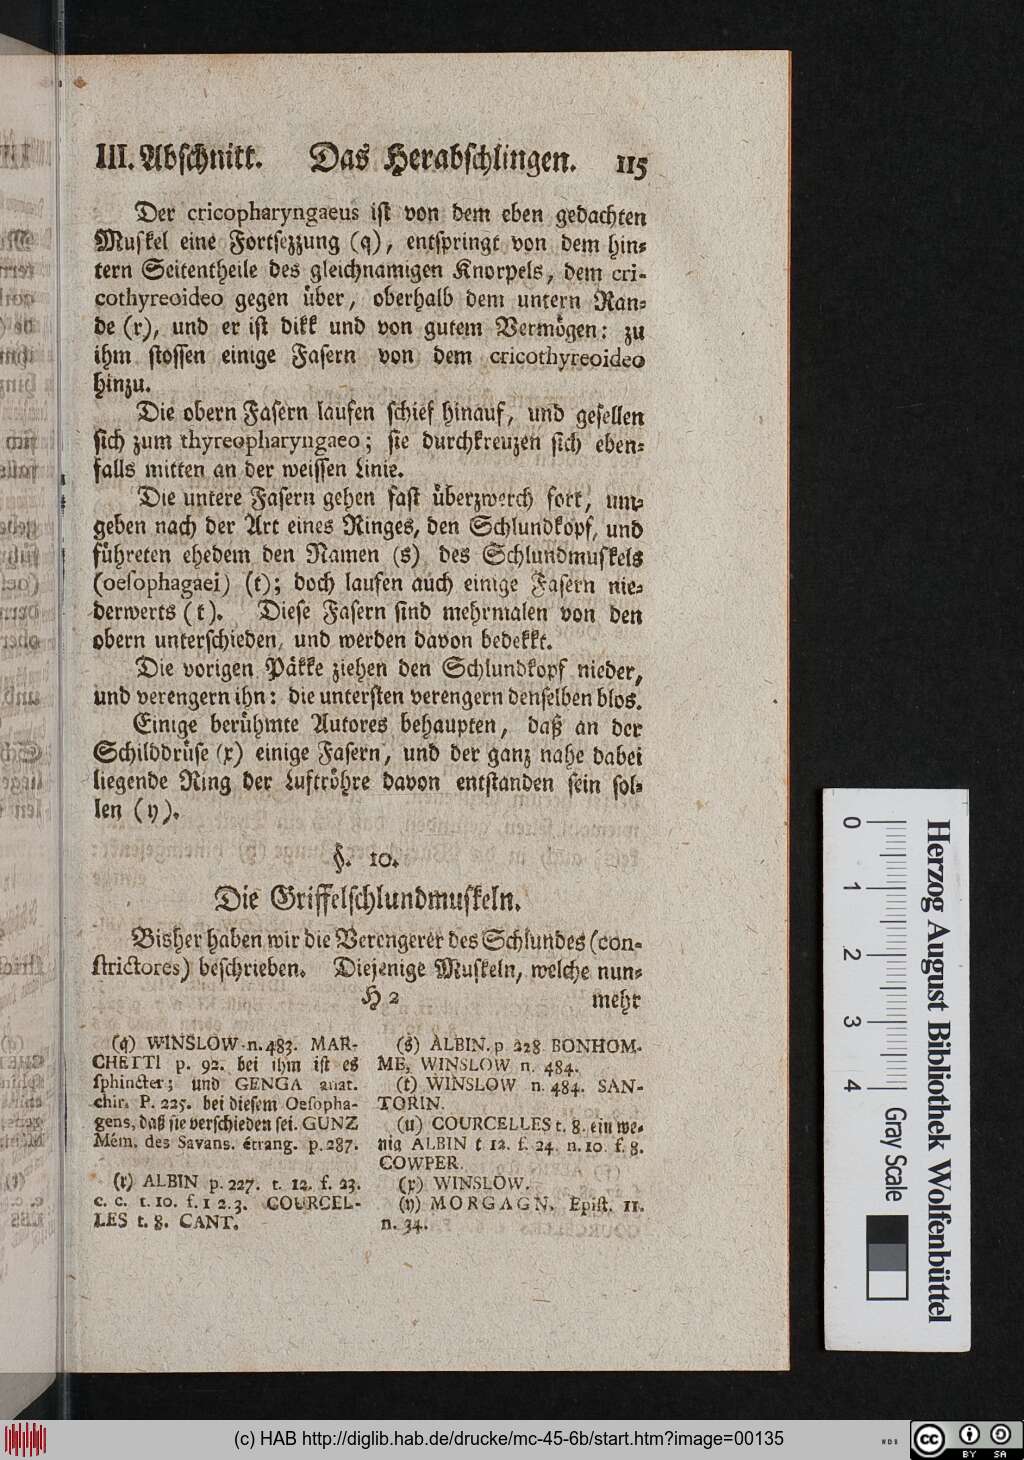 III. Abschnitt. Das Herabschlingen. 115
Der cricopharyngaeus ist von dem eben gedachten
Muskel eine Fortsezzung (q), entspringt von dem hin=
tern Seitentheile des gleichnamigen Knorpels, dem cri-
cothyreoideo gegen über, oberhalb dem untern Ran=
de (r), und er ist dikk und von gutem Vermögen: zu
ihm stossen einige Fasern von dem cricothyreoideo
hinzu.
Die obern Fasern laufen schief hinauf, und gesellen
sich zum thyreopharyngaeo; sie durchkreuzen sich eben=
falls mitten an der weissen Linie.
Die untere Fasern gehen fast überzwerch fort, um=
geben nach der Art eines Ringes, den Schlundkopf, und
führeten ehedem den Namen (s) des Schlundmuskels
(oesophagaei) (t); doch laufen auch einige Fasern nie=
derwerts (t). Diese Fasern sind mehrmalen von den
obern unterschieden, und werden davon bedekkt.
Die vorigen Päkke ziehen den Schlundkopf nieder,
und verengern ihn: die untersten verengern denselben blos.
Einige berühmte Autores behaupten, daß an der
Schilddrüse (x) einige Fasern, und der ganz nahe dabei
liegende Ring der Luftröhre davon entstanden sein sol=
len (y).
§. 10.
Die Griffelschlundmuskeln.
Bisher haben wir die Verengerer des Schlundes (con-
strictores) beschrieben. Diejenige Muskeln, welche nun=
H 2 mehr
(q) WINSLOW n. 483. MAR-
CHETTI p. 92. bei ihm ist es
sphincter; und GENGA anat.
chir. P. 225. bei diesem Oesopha-
gens, daß sie verschieden sei. GUNZ
Mém. des Savans. étrang. p. 287.
(r) ALBIN p. 227. t. 12. f. 23.
c. c. t. 10. f. 1 2. 3. COURCEL-
LES t. 8. CANT.
(s) ALBIN. p 228 BONHOM-
ME, WINSLOW n. 484.
(t) WINSLOW n. 484. SAN-
TORIN.
(u) COURCELLES t. 8. ein we=
nig ALBIN t 12. f. 24. n. 10. f. 8.
COWPER.
(x) WINSLOW.
(y) MORGAGN. Epist. 11.
n. 34.
0 1 2 3 4
Gray Scale
Herzog August Bibliothek Wolfenbüttel
(c) HAB http://diglib.hab.de/drucke/mc-45-6b/start.htm?image=00135
cc BY SA